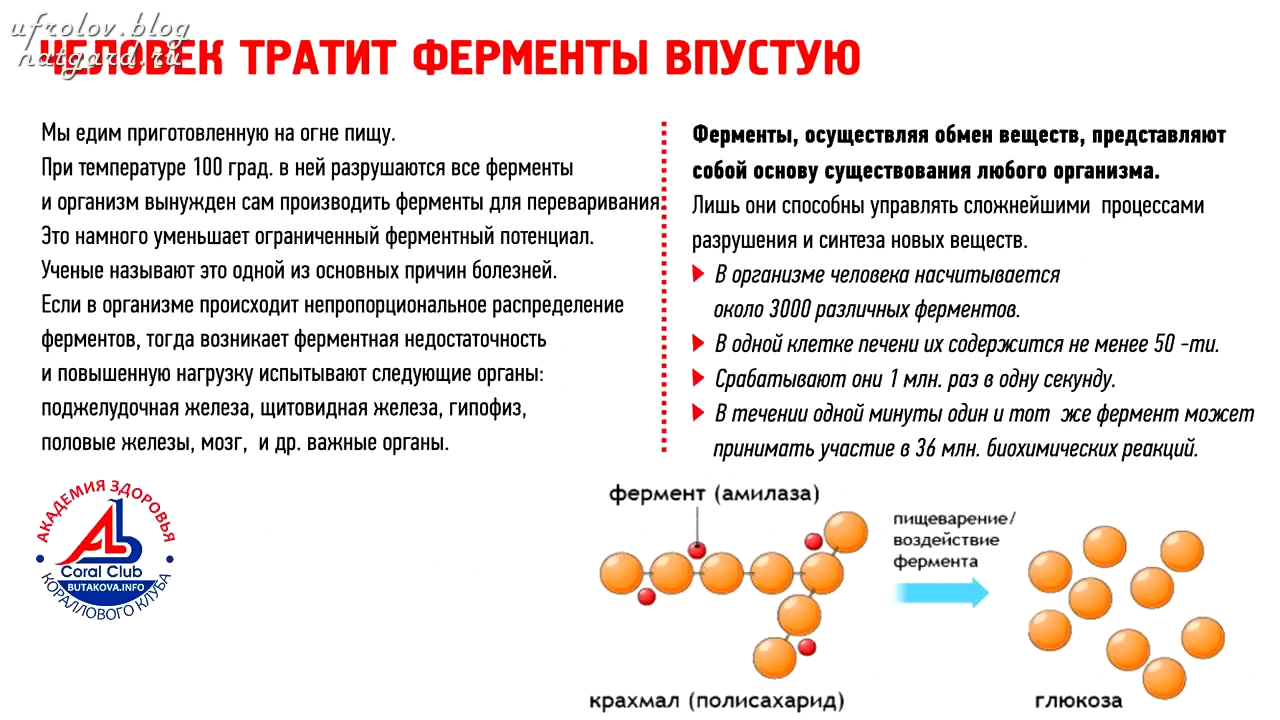 ufrolov.blog
natgard.ru
ЧЕЛОВЕК ТРАТИТ ФЕРМЕНТЫ ВПУСТУЮ
Мы едим приготовленную на огне пищу.
При температуре 100 град. в ней разрушаются все ферменты
и организм вынужден сам производить ферменты для переваривания.
Это намного уменьшает ограниченный ферментный потенциал.
Ученые называют это одной из основных причин болезней.
Если в организме происходит непропорциональное распределение
ферментов, тогда возникает ферментная недостаточность
и повышенную нагрузку испытывают следующие органы:
поджелудочная железа, щитовидная железа, гипофиз,
половые железы, мозг, и др. важные органы.
Ферменты, осуществляя обмен веществ, представляют
собой основу существования любого организма.
Лишь они способны управлять сложнейшими процессами
разрушения и синтеза новых веществ.
В организме человека насчитывается
около 3000 различных ферментов.
В одной клетке печени их содержится не менее 50 -ти.
Срабатывают они 1 млн. раз в одну секунду.
В течении одной минуты один и тот же фермент может
принимать участие в 36 млн. биохимических реакций.
АКАДЕМИЯ ЗДОРОВЬЯ
Coral Club
BUTAKOVA.INFO
КОРАЛЛОВОГО КЛУБА
фермент (амилаза)
пищеварение/
воздействие
фермента
крахмал (полисахарид)
глюкоза